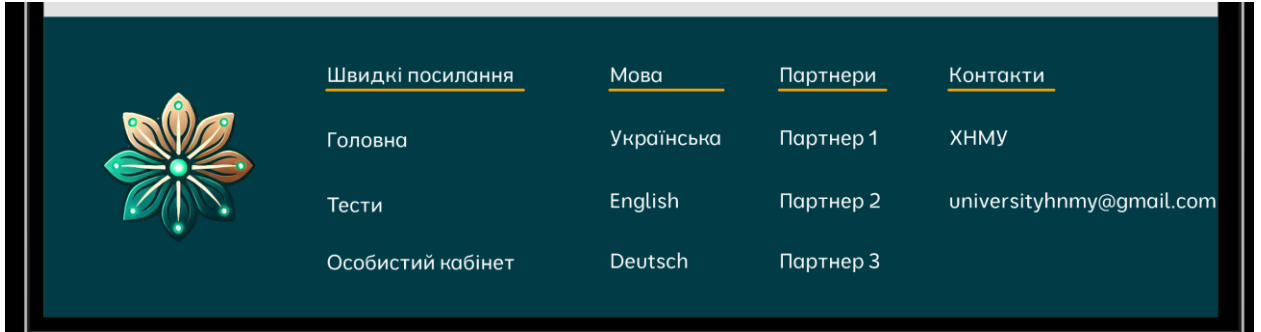 Швидкі посилання
Головна
Тести
Особистий кабінет
Мова
Українська
English
Deutsch
Партнери
Партнер 1
Партнер 2
Партнер 3
Контакти
ХНМУ
universityhnmy@gmail.com